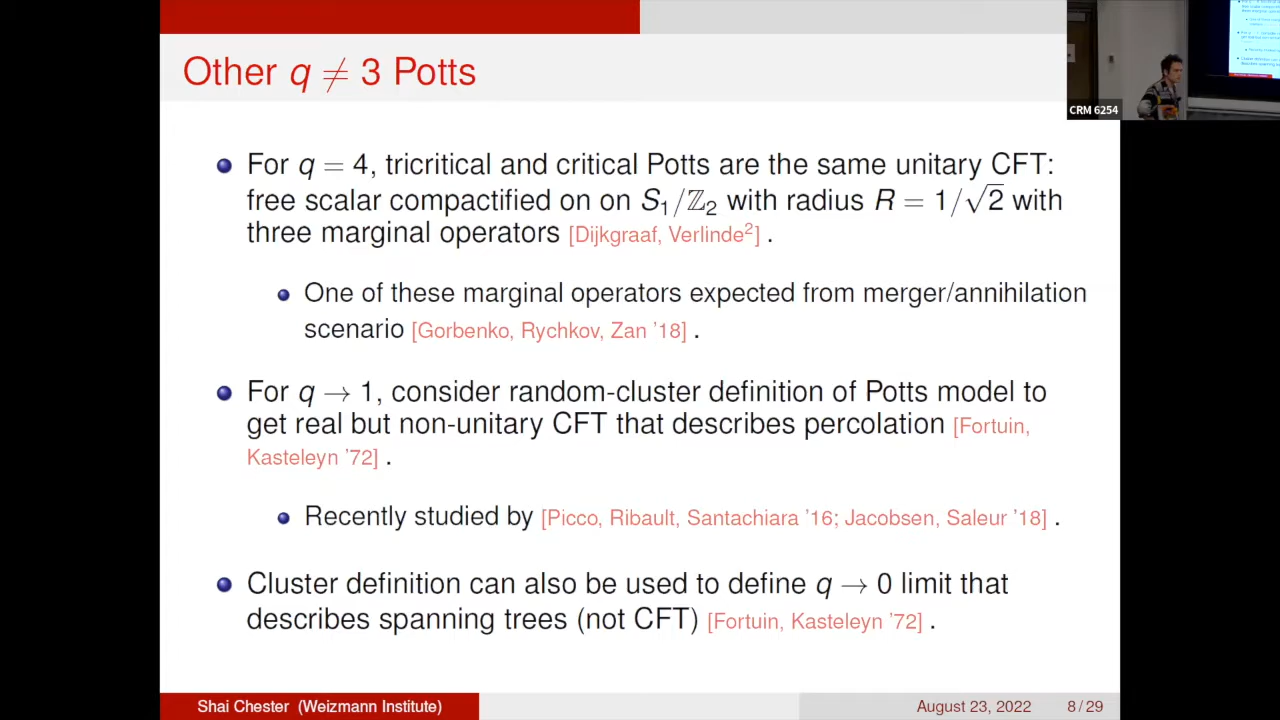 Other q ≠ 3 Potts
CRM 6254
For q = 4, tricritical and critical Potts are the same unitary CFT:
free scalar compactified on on S₁/ℤ₂ with radius R = 1/√2 with
three marginal operators [Dijkgraaf, Verlinde²] .
One of these marginal operators expected from merger/annihilation
scenario [Gorbenko, Rychkov, Zan '18] .
For q → 1, consider random-cluster definition of Potts model to
get real but non-unitary CFT that describes percolation [Fortuin,
Kasteleyn '72] .
Recently studied by [Picco, Ribault, Santachiara '16; Jacobsen, Saleur '18] .
Cluster definition can also be used to define q → 0 limit that
describes spanning trees (not CFT) [Fortuin, Kasteleyn '72] .
Shai Chester (Weizmann Institute)
August 23, 2022
8 / 29